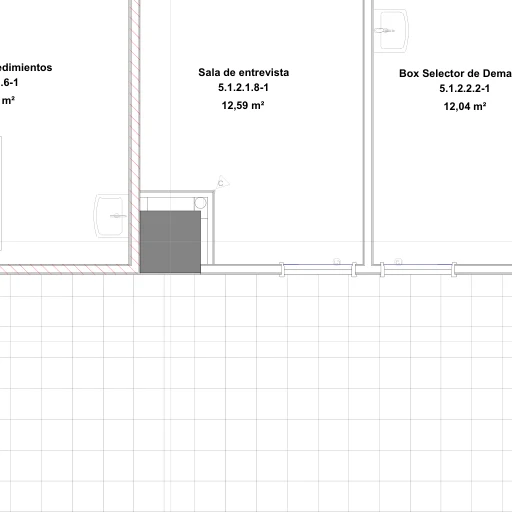 edimientos
.6-1
m²
Sala de entrevista
5.1.2.1.8-1
12,59 m²
Box Selector de Dema
5.1.2.2.2-1
12,04 m²